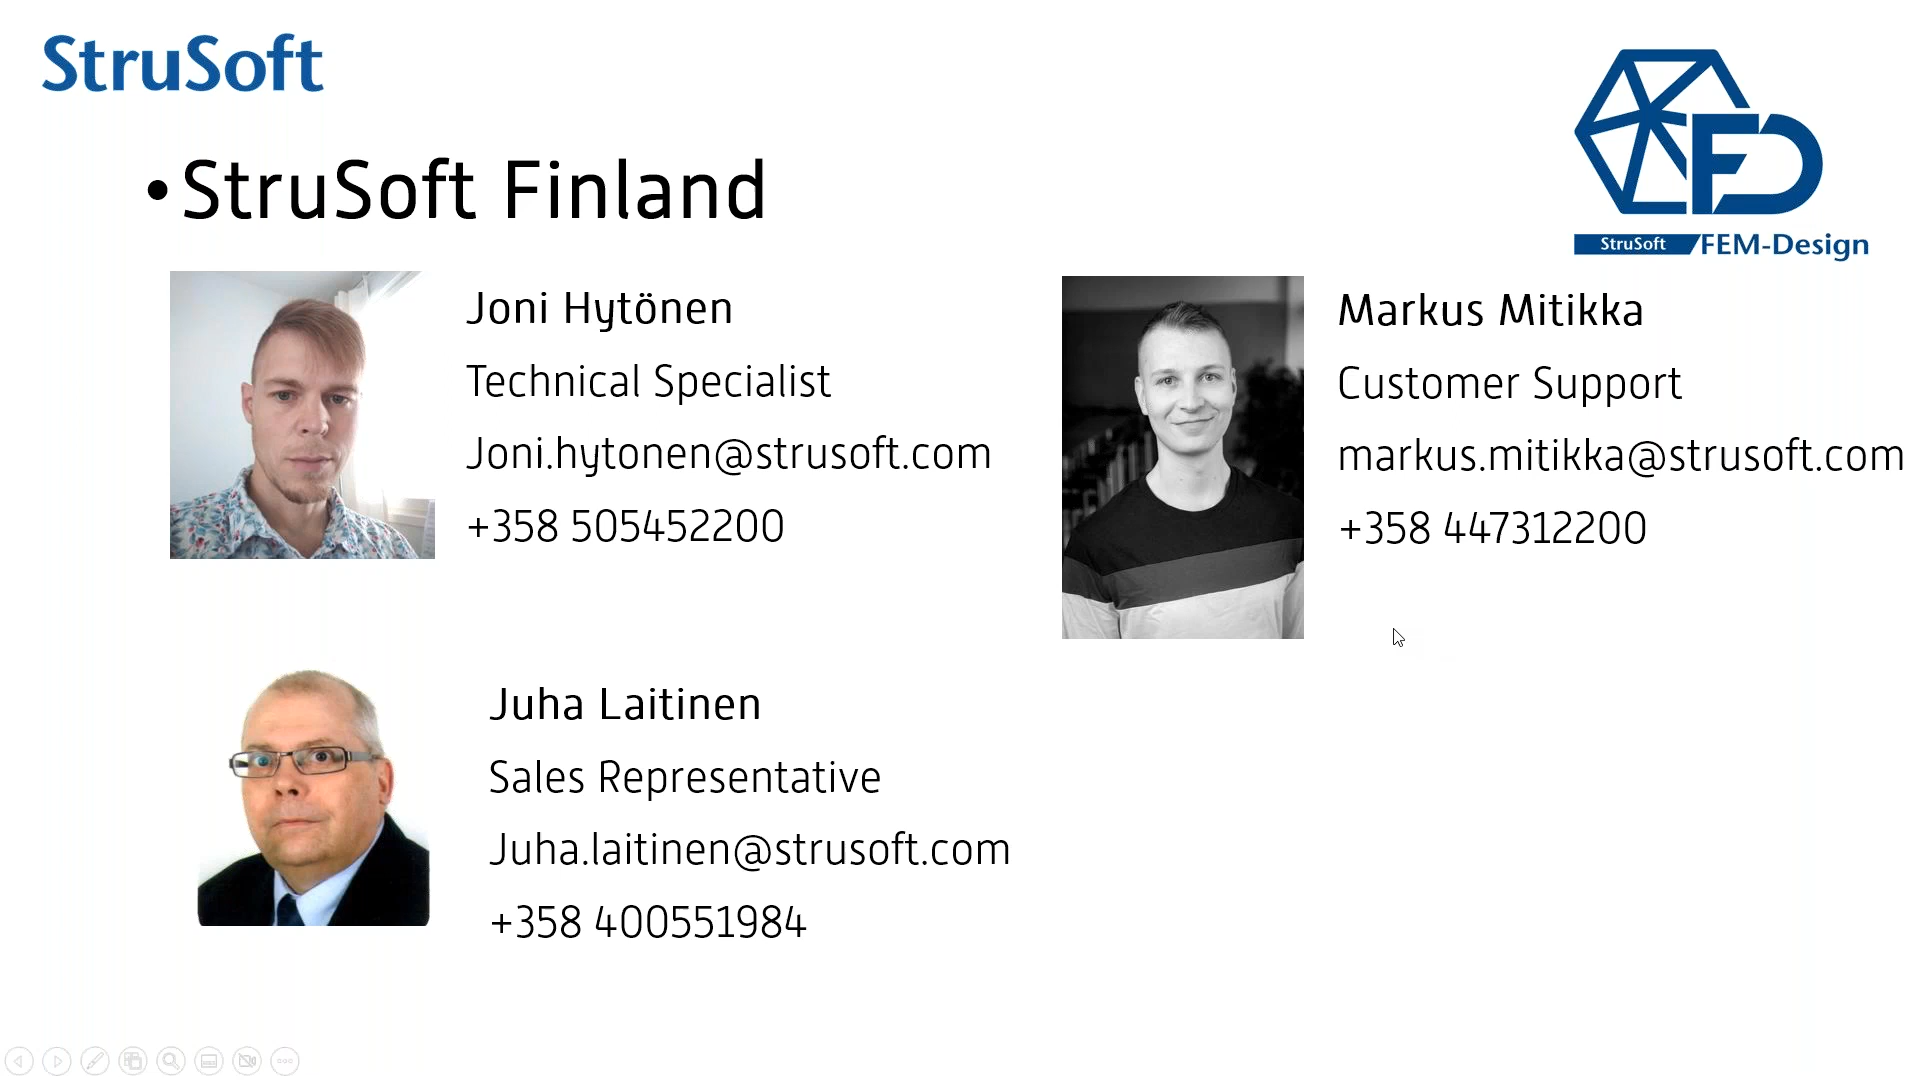 StruSoft
• StruSoft Finland
StruSoft FEM-Design
Joni Hytönen
Technical Specialist
Joni.hytonen@strusoft.com
+358 505452200
Markus Mitikka
Customer Support
markus.mitikka@strusoft.com
+358 447312200
Juha Laitinen
Sales Representative
Juha.laitinen@strusoft.com
+358 400551984